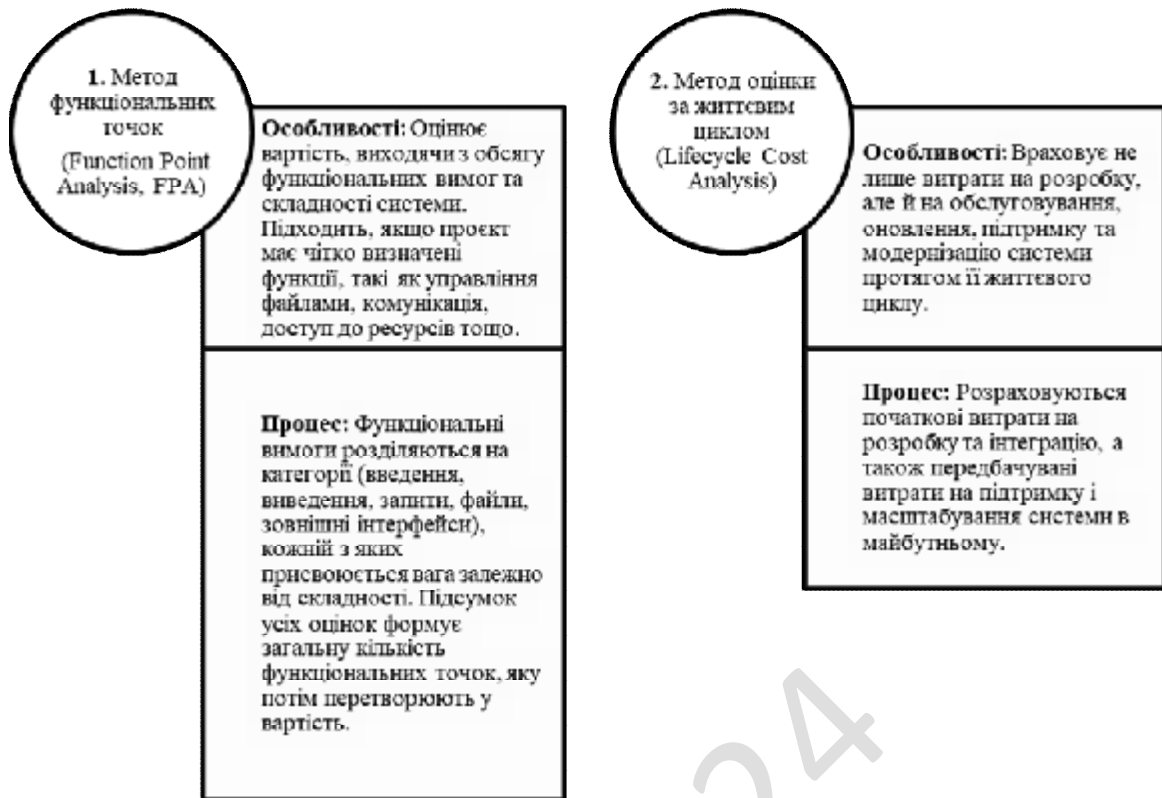 1. Метод
функціональних
точок
(Function Point
Analysis, FPA)
Особливості: Оцінює
вартість, виходячи з обсягу
функціональних вимог та
складності системи.
Підходить, якщо проєкт
має чітко визначені
функції, такі як управління
файлами, комунікація,
доступ до ресурсів тощо.
Процес: Функціональні
вимоги розділяються на
категорії (введення,
виведення, запити, файли,
зовнішні інтерфейси),
кожній з яких
присвоюється вага залежно
від складності. Підсумок
усіх оцінок формує
загальну кількість
функціональних точок, яку
потім перетворюють у
вартість.
2. Метод оцінки
за життєвим
циклом
(Lifecycle Cost
Analysis)
Особливості: Враховує не
лише витрати на розробку,
але й на обслуговування,
оновлення, підтримку та
модернізацію системи
протягом її життєвого
циклу.
Процес: Розраховуються
початкові витрати на
розробку та інтеграцію, а
також передбачувані
витрати на підтримку і
масштабування системи в
майбутньому.
24